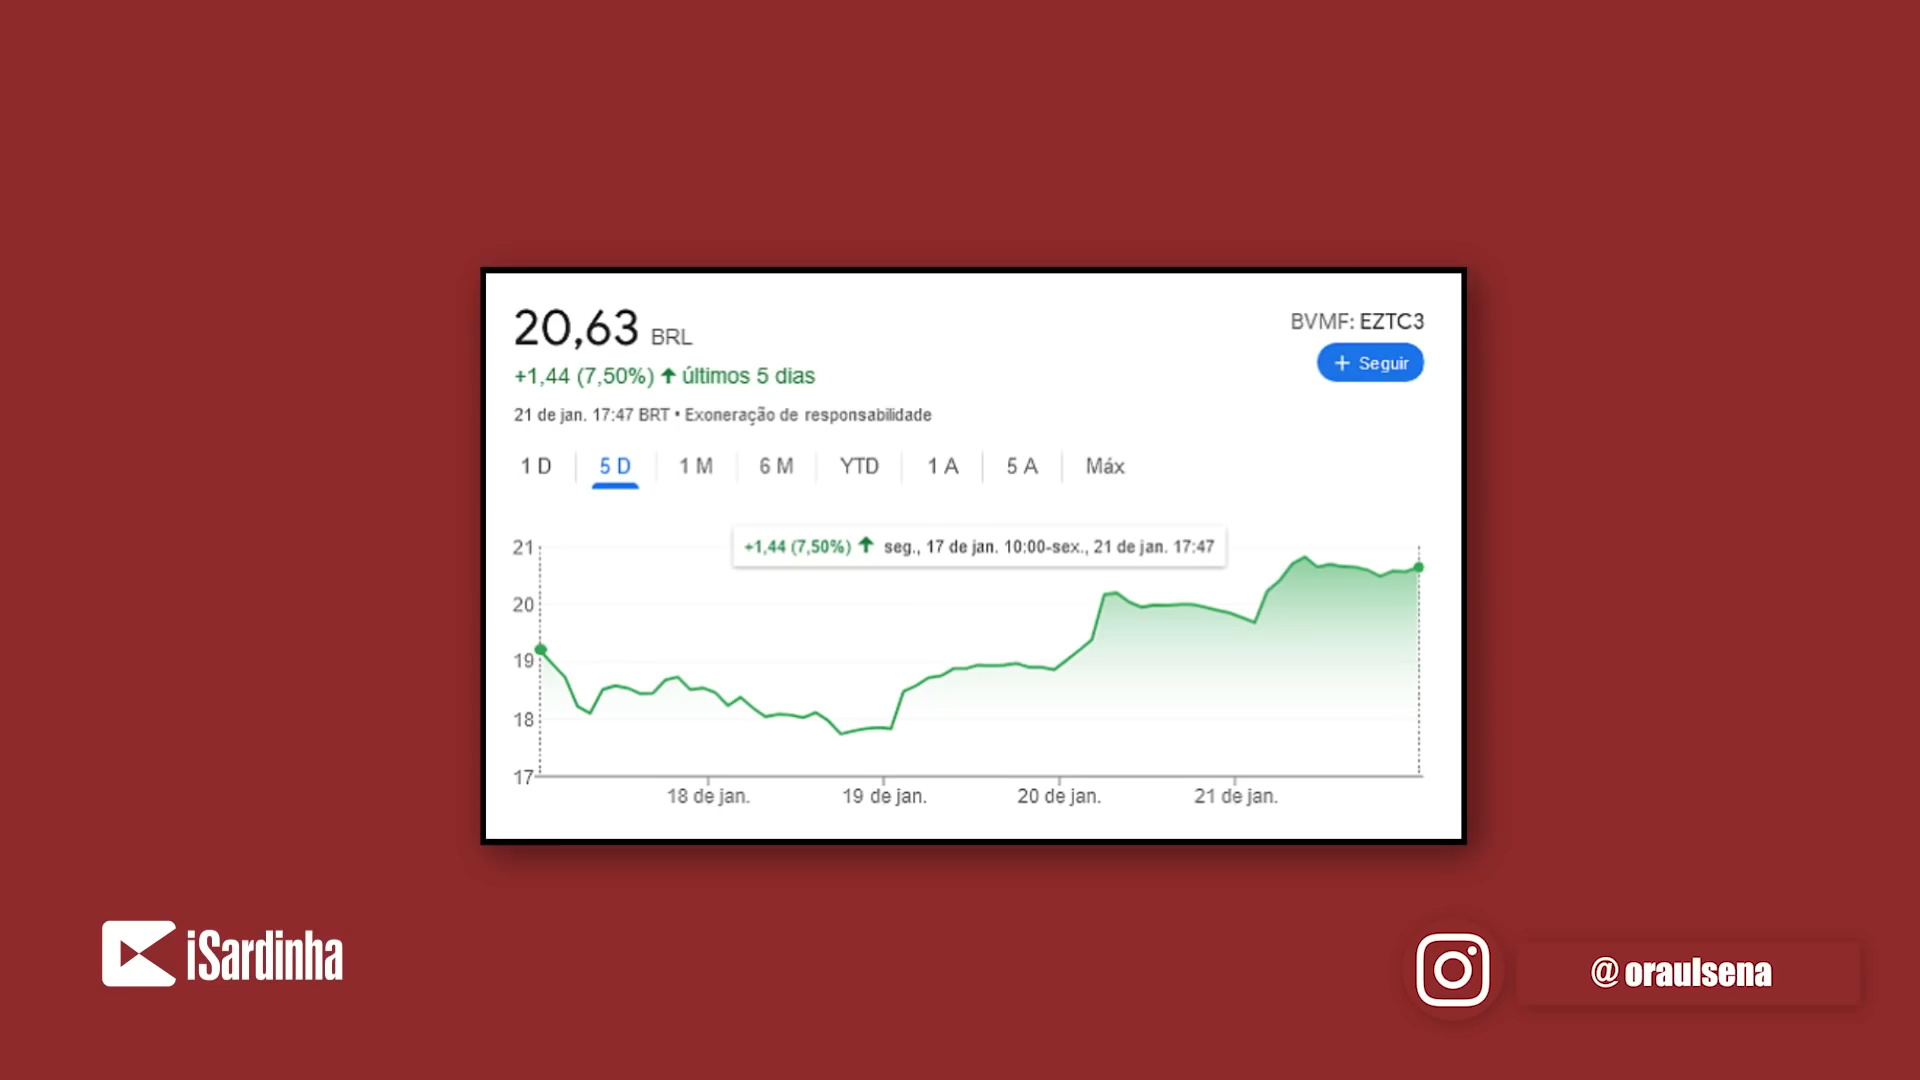 20,63 BRL
BVMF: EZTC3
+1,44 (7,50%) ↑ últimos 5 dias
+ Seguir
21 de jan. 17:47 BRT • Exoneração de responsabilidade
1 D
5 D
1 M
6 M
YTD
1 A
5 A
Máx
+1,44 (7,50%) ↑ seg., 17 de jan. 10:00-sex., 21 de jan. 17:47
21
20
19
18
17
18 de jan.
19 de jan.
20 de jan.
21 de jan.
iSardinha
@oraulsena